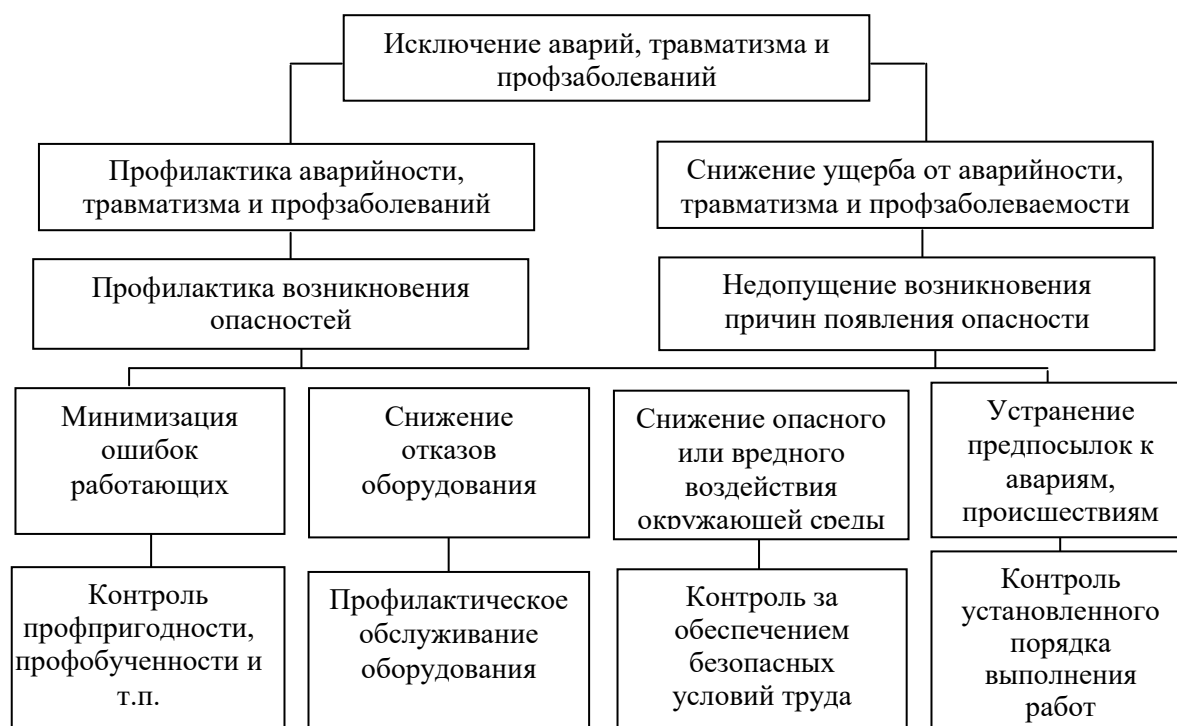 Исключение аварий, травматизма и
профзаболеваний
Профилактика аварийности,
травматизма и профзаболеваний
Снижение ущерба от аварийности,
травматизма и профзаболеваемости
Профилактика возникновения
опасностей
Недопущение возникновения
причин появления опасности
Минимизация
ошибок
работающих
Снижение
отказов
оборудования
Снижение опасного
или вредного
воздействия
окружающей среды
Устранение
предпосылок к
авариям,
происшествиям
Контроль
профпригодности,
профобученности и
т.п.
Профилактическое
обслуживание
оборудования
Контроль за
обеспечением
безопасных
условий труда
Контроль
установленного
порядка
выполнения
работ